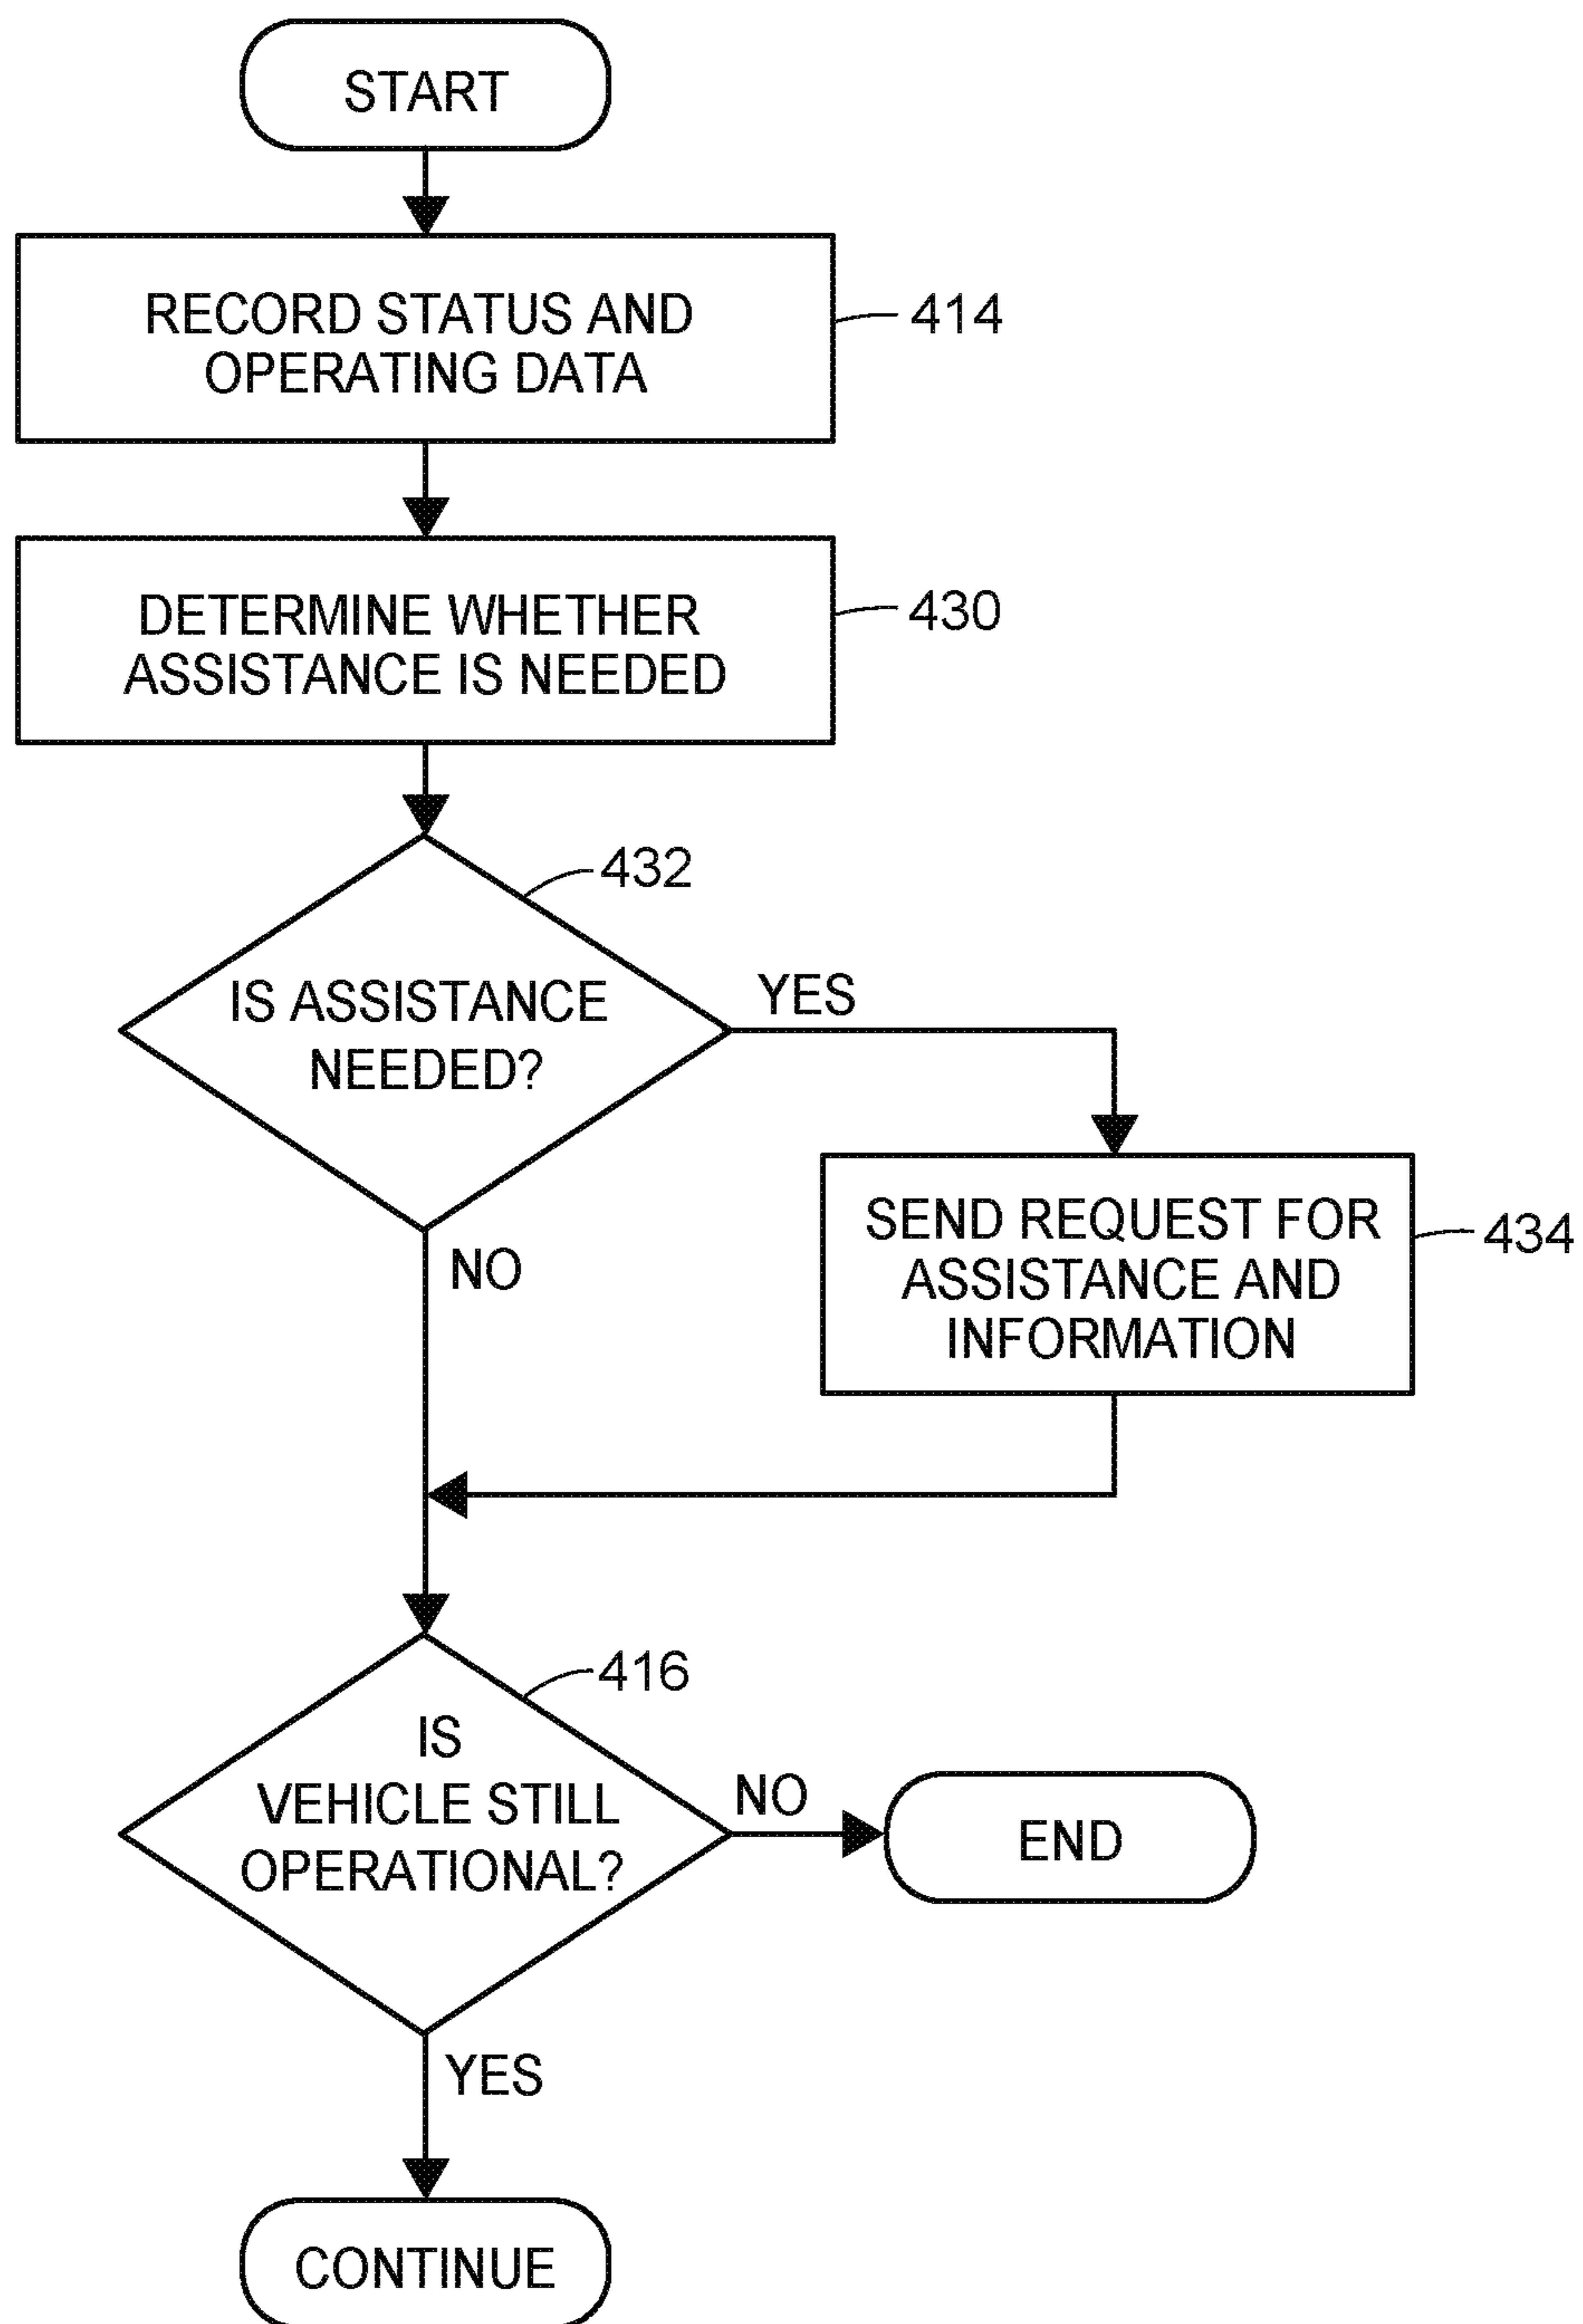 START
RECORD STATUS AND
OPERATING DATA
414
DETERMINE WHETHER
ASSISTANCE IS NEEDED
430
432
IS ASSISTANCE
NEEDED?
YES
NO
SEND REQUEST FOR
ASSISTANCE AND
INFORMATION
434
416
IS
VEHICLE STILL
OPERATIONAL?
NO
END
YES
CONTINUE